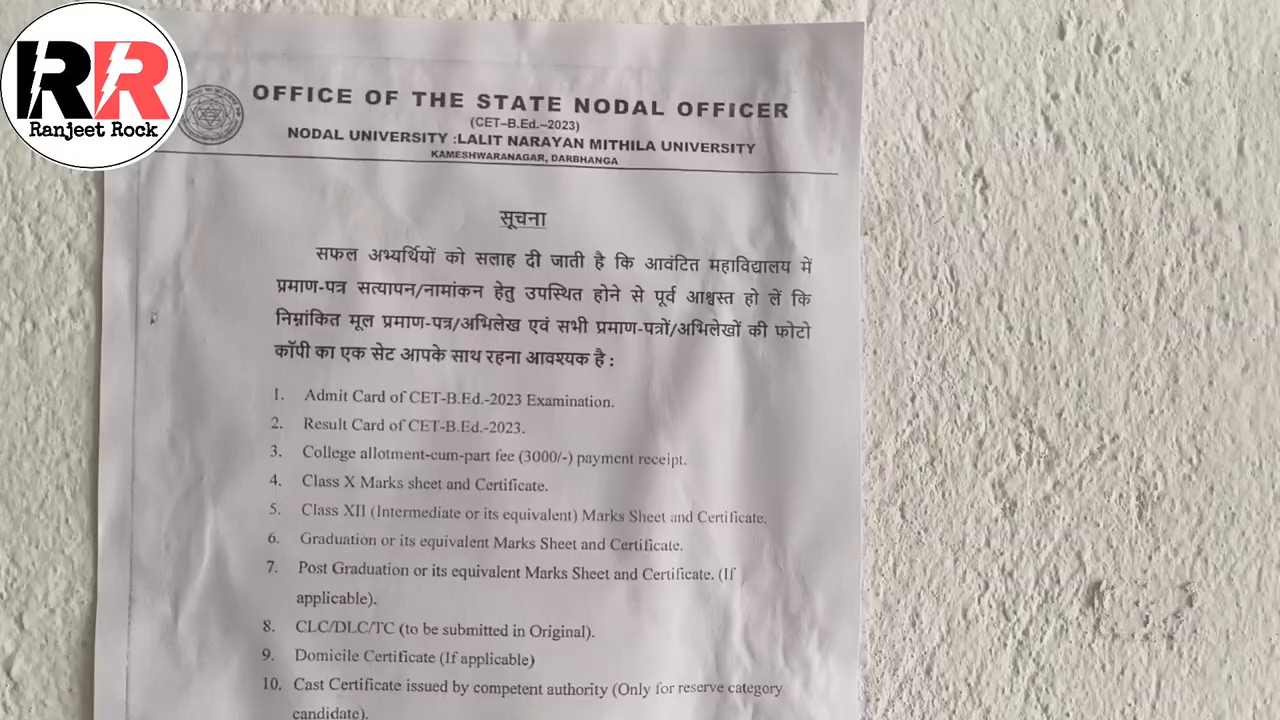 RR
Ranjeet Rock
OFFICE OF THE STATE NODAL OFFICER
(CET–B.Ed.–2023)
NODAL UNIVERSITY :LALIT NARAYAN MITHILA UNIVERSITY
KAMESHWARANAGAR, DARBHANGA
सूचना
सफल अभ्यर्थियों को सलाह दी जाती है कि आवंटित महाविद्यालय में
प्रमाण-पत्र सत्यापन/नामांकन हेतु उपस्थित होने से पूर्व आश्वस्त हो लें कि
निम्नांकित मूल प्रमाण-पत्र/अभिलेख एवं सभी प्रमाण-पत्रों/अभिलेखों की फोटो
कॉपी का एक सेट आपके साथ रहना आवश्यक है :
1. Admit Card of CET-B.Ed.-2023 Examination.
2. Result Card of CET-B.Ed.-2023.
3. College allotment-cum-part fee (3000/-) payment receipt.
4. Class X Marks sheet and Certificate.
5. Class XII (Intermediate or its equivalent) Marks Sheet and Certificate.
6. Graduation or its equivalent Marks Sheet and Certificate.
7. Post Graduation or its equivalent Marks Sheet and Certificate. (If
applicable).
8. CLC/DLC/TC (to be submitted in Original).
9. Domicile Certificate (If applicable)
10. Cast Certificate issued by competent authority (Only for reserve category
candidate).